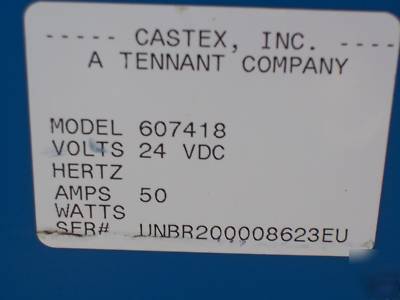 ----- CASTEX, INC. ----
A TENNANT COMPANY
MODEL 607418
VOLTS 24 VDC
HERTZ
AMPS 50
WATTS
SER# UNBR200008623EU